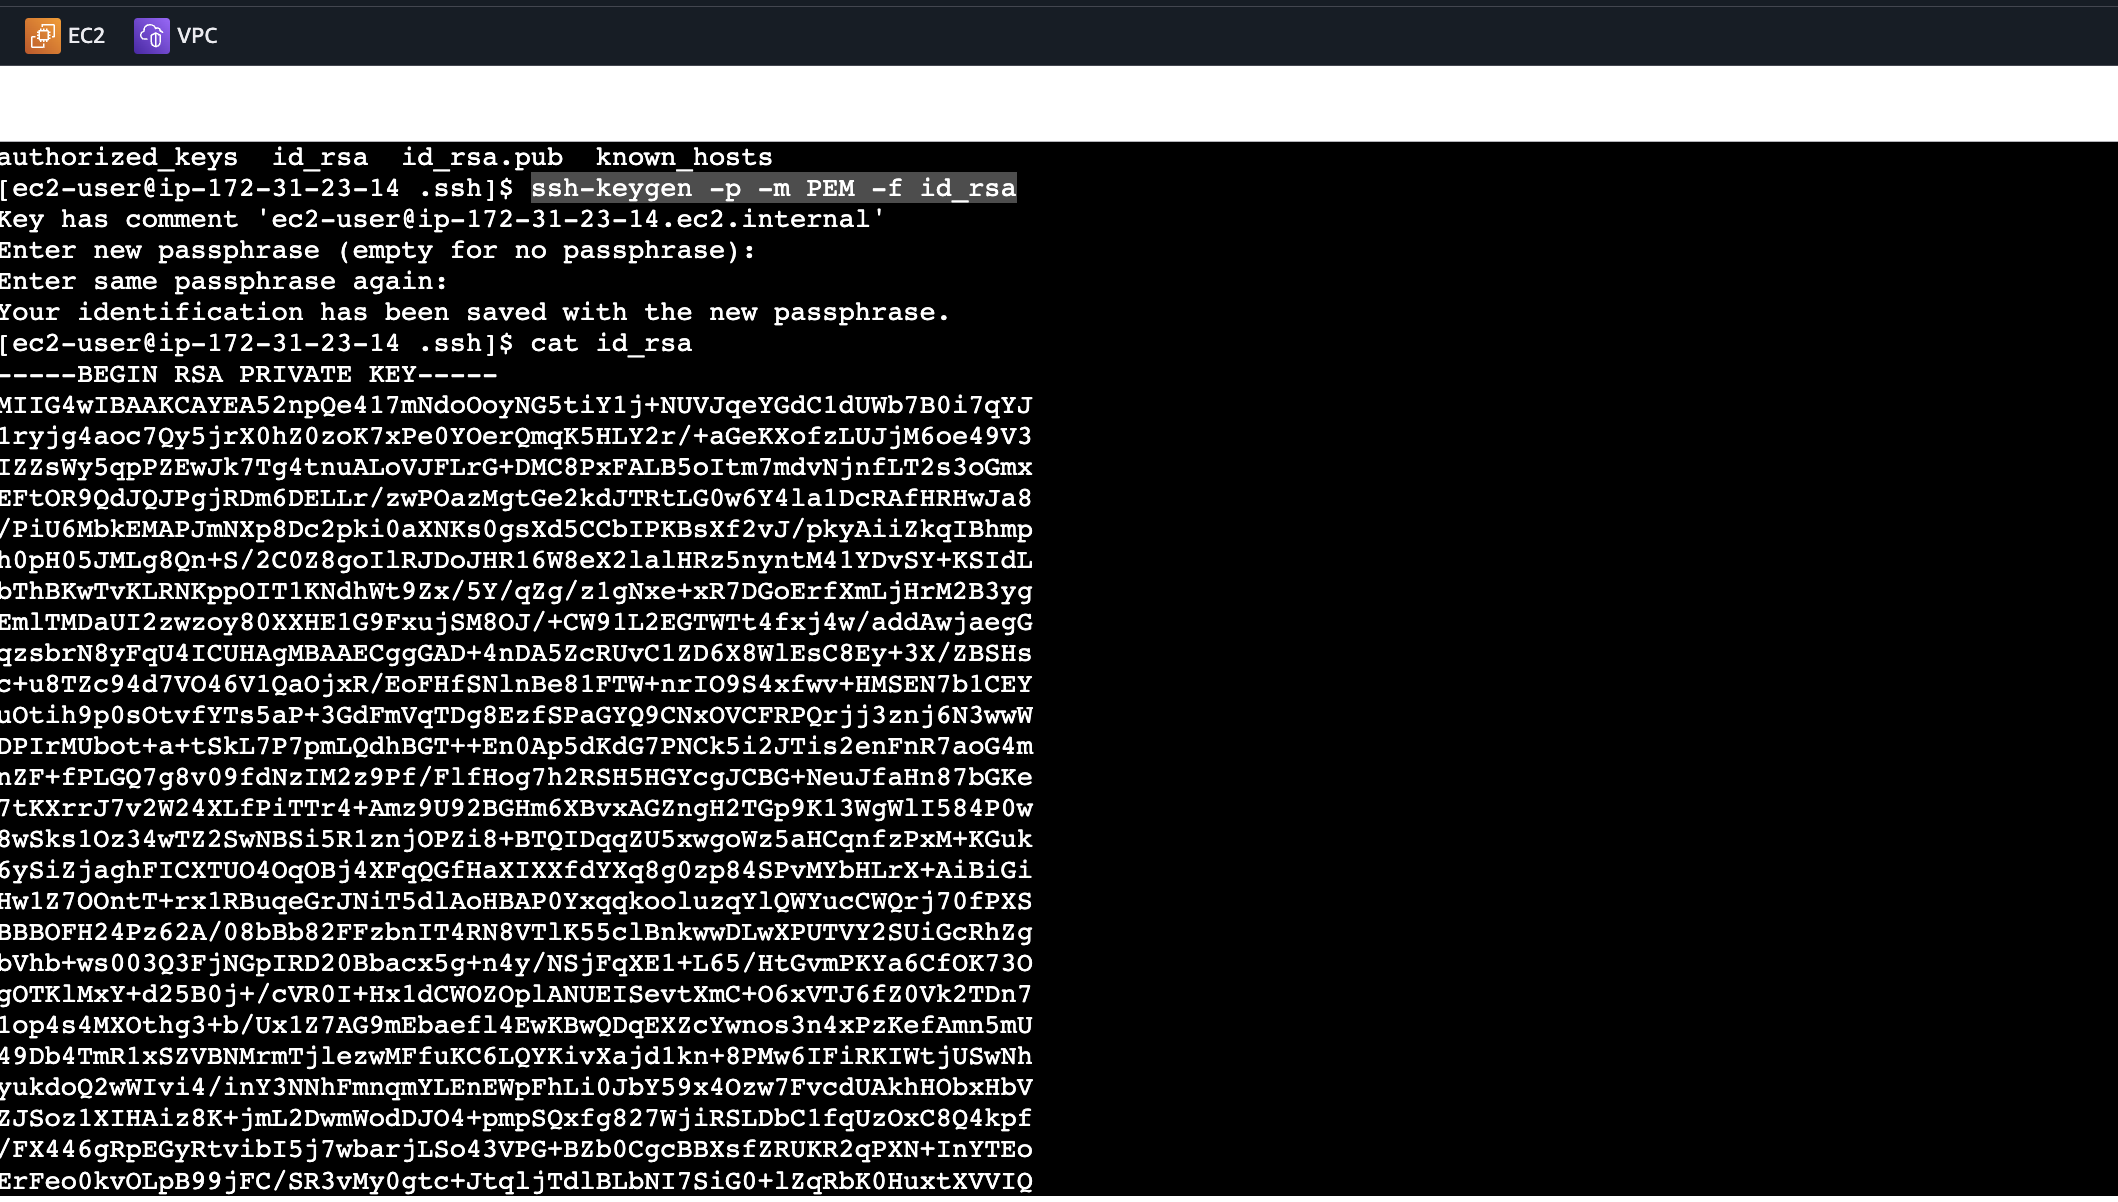 EC2 VPC
authorized_keys  id_rsa  id_rsa.pub  known_hosts
[ec2-user@ip-172-31-23-14 .ssh]$ ssh-keygen -p -m PEM -f id_rsa
Key has comment 'ec2-user@ip-172-31-23-14.ec2.internal'
Enter new passphrase (empty for no passphrase):
Enter same passphrase again:
Your identification has been saved with the new passphrase.
[ec2-user@ip-172-31-23-14 .ssh]$ cat id_rsa
-----BEGIN RSA PRIVATE KEY-----
MIIG4wIBAAKCAYEA52npQe417mNdoOoyNG5tiY1j+NUVJqeYGdC1dUWb7B0i7qYJ
1ryjg4aoc7Qy5jrX0hZ0zoK7xPe0YOerQmqK5HLY2r/+aGeKXofzLUJjM6oe49V3
IZZsWy5qpPZEwJk7Tg4tnuALoVJFLrG+DMC8PxFALB5oItm7mdvNjnfLT2s3oGmx
EFtOR9QdJQJPgjRDm6DELLr/zwPOazMgtGe2kdJTRtLG0w6Y4la1DcRAfHRHwJa8
/PiU6MbkEMAPJmNXp8Dc2pki0aXNKs0gsXd5CCbIPKBsXf2vJ/pkyAiiZkqIBhmp
h0pH05JMLg8Qn+S/2C0Z8goIlRJDoJHR16W8eX2lalHRz5nyntM41YDvSY+KSIdL
bThBKwTvKLRNKppOIT1KNdhWt9Zx/5Y/qZg/z1gNxe+xR7DGoErfXmLjHrM2B3yg
EmlTMDaUI2zwzoy80XXHE1G9FxujSM8OJ/+CW91L2EGTWTt4fxj4w/addAwjaegG
qzsbrN8yFqU4ICUHAgMBAAECggGAD+4nDA5ZcRUvC1ZD6X8WlEsC8Ey+3X/ZBSHs
c+u8TZc94d7VO46V1QaOjxR/EoFHfSNlnBe81FTW+nrIO9S4xfwv+HMSEN7b1CEY
uOtih9p0sOtvfYTs5aP+3GdFmVqTDg8EzfSPaGYQ9CNxOVCFRPQrjj3znj6N3wwW
DPIrMUbot+a+tSkL7P7pmLQdhBGT++En0Ap5dKdG7PNCk5i2JTis2enFnR7aoG4m
nZF+fPLGQ7g8v09fdNzIM2z9Pf/FlfHog7h2RSH5HGYcgJCBG+NeuJfaHn87bGKe
7tKXrrJ7v2W24XLfPiTTr4+Amz9U92BGHm6XBvxAGZngH2TGp9K13WgWlI584P0w
8wSks1Oz34wTZ2SwNBSi5R1znjOPZi8+BTQIDqqZU5xwgoWz5aHCqnfzPxM+KGuk
6ySiZjaghFICXTUO4OqOBj4XFqQGfHaXIXXfdYXq8g0zp84SPvMYbHLrX+AiBiGi
Hw1Z7OOntT+rx1RBuqeGrJNiT5dlAoHBAP0YxqqkooluzqYlQWYucCWQrj70fPXS
BBBOFH24Pz62A/08bBb82FFzbnIT4RN8VTlK55clBnkwwDLwXPUTVY2SUiGcRhZg
bVhb+ws003Q3FjNGpIRD20Bbacx5g+n4y/NSjFqXE1+L65/HtGvmPKYa6CfOK73O
gOTKlMxY+d25B0j+/cVR0I+Hx1dCWOZOplANUEISevtXmC+O6xVTJ6fZ0Vk2TDn7
1op4s4MXOthg3+b/Ux1Z7AG9mEbaefl4EwKBwQDqEXZcYwnos3n4xPzKefAmn5mU
49Db4TmR1xSZVBNMrmTjlezwMFfuKC6LQYKivXajd1kn+8PMw6IFiRKIWtjUSwNh
yukdoQ2wWIvi4/inY3NNhFmnqmYLEnEWpFhLi0JbY59x4Ozw7FvcdUAkhHObxHbV
ZJSoz1XIHAiz8K+jmL2DwmWodDJO4+pmpSQxfg827WjiRSLDbC1fqUzOxC8Q4kpf
/FX446gRpEGyRtvibI5j7wbarjLSo43VPG+BZb0CgcBBXsfZRUKR2qPXN+InYTEo
ErFeo0kvOLpB99jFC/SR3vMy0gtc+JtqljTdlBLbNI7SiG0+lZqRbK0HuxtXVVIQ